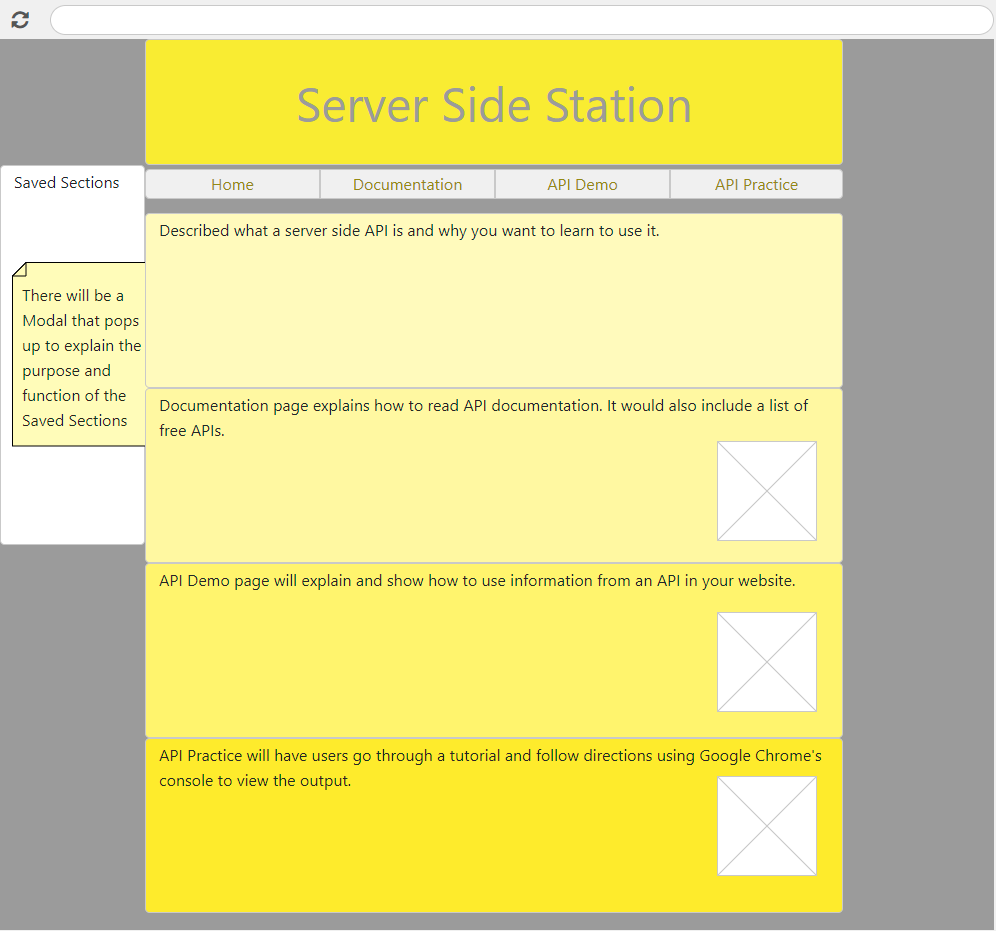 Server Side Station
Saved Sections
Home
Documentation
API Demo
API Practice
There will be a
Modal that pops
up to explain the
purpose and
function of the
Saved Sections
Described what a server side API is and why you want to learn to use it.
Documentation page explains how to read API documentation. It would also include a list of
free APIs.
API Demo page will explain and show how to use information from an API in your website.
API Practice will have users go through a tutorial and follow directions using Google Chrome's
console to view the output.